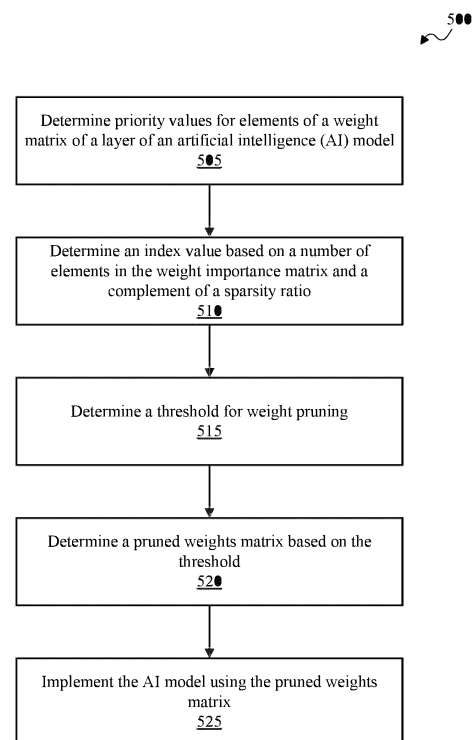 500
Determine priority values for elements of a weight
matrix of a layer of an artificial intelligence (AI) model
505
Determine an index value based on a number of
elements in the weight importance matrix and a
complement of a sparsity ratio
510
Determine a threshold for weight pruning
515
Determine a pruned weights matrix based on the
threshold
520
Implement the AI model using the pruned weights
matrix
525